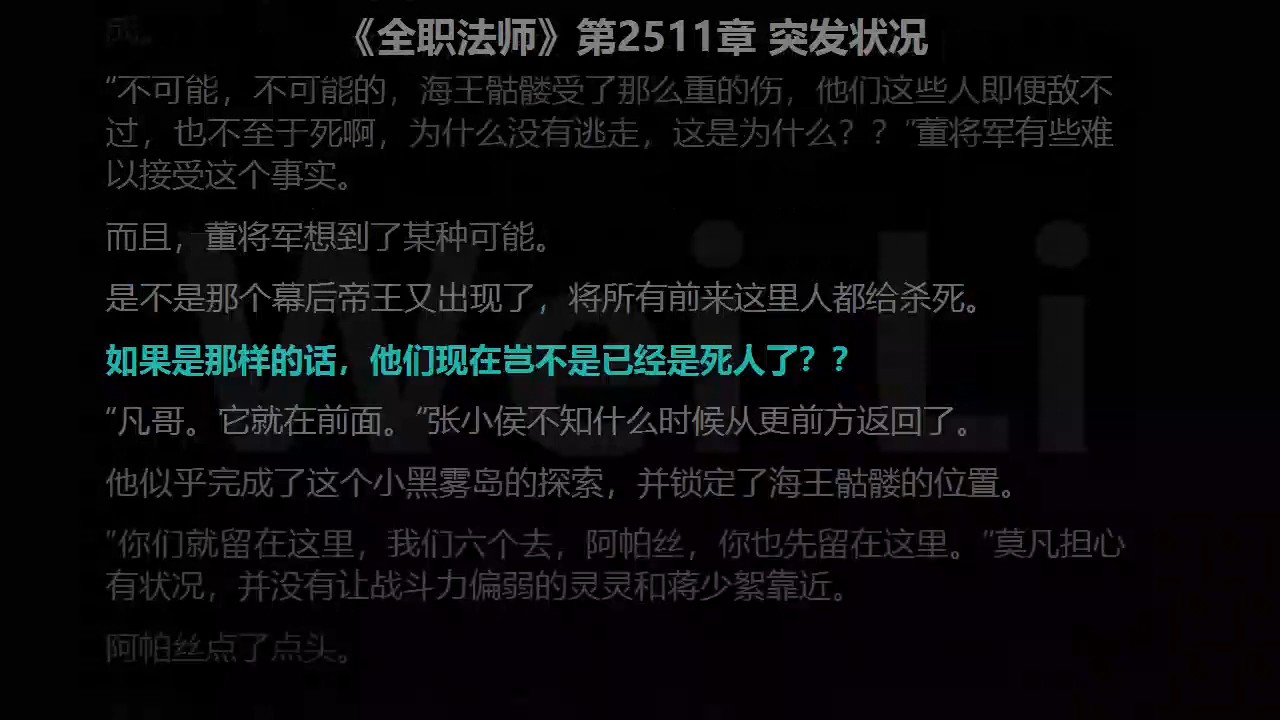 成。
《全职法师》第2511章 突发状况
“不可能，不可能的，海王骷髅受了那么重的伤，他们这些人即便敌不
过，也不至于死啊，为什么没有逃走，这是为什么？？”董将军有些难
以接受这个事实。
而且，董将军想到了某种可能。
是不是那个幕后帝王又出现了，将所有前来这里人都给杀死。
如果是那样的话，他们现在岂不是已经是死人了？？
“凡哥。它就在前面。”张小侯不知什么时候从更前方返回了。
他似乎完成了这个小黑雾岛的探索，并锁定了海王骷髅的位置。
“你们就留在这里，我们六个去，阿帕丝，你也先留在这里。”莫凡担心
有状况，并没有让战斗力偏弱的灵灵和蒋少絮靠近。
阿帕丝点了点头。
Wei Li